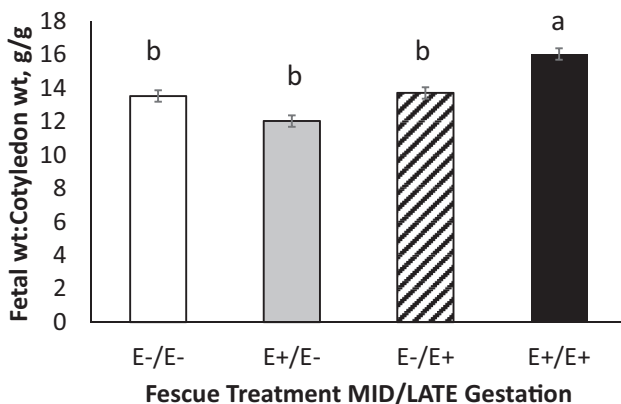 Fetal wt:Cotyledon wt, g/g
18
16
14
12
10
8
6
4
2
0
b
b
b
a
E-/E-
E+/E-
E-/E+
E+/E+
Fescue Treatment MID/LATE Gestation